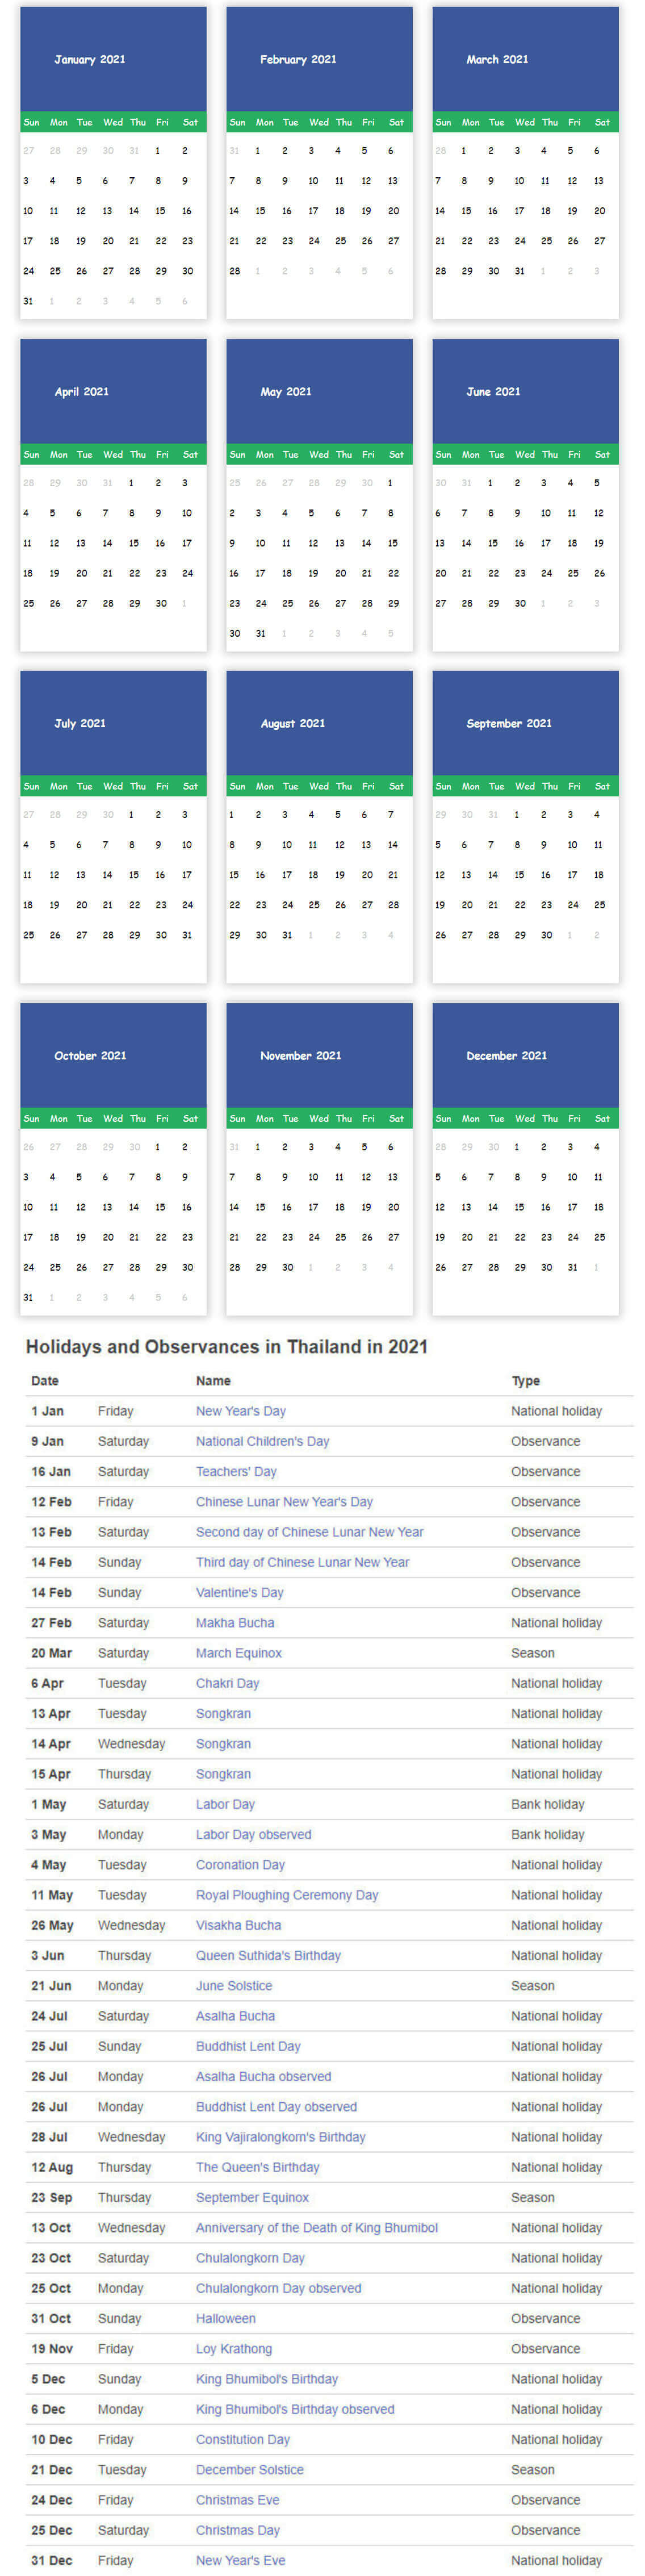 January 2021
Sun Mon Tue Wed Thu Fri Sat
27 28 29 30 31 1 2
3 4 5 6 7 8 9
10 11 12 13 14 15 16
17 18 19 20 21 22 23
24 25 26 27 28 29 30
31 1 2 3 4 5 6
February 2021
Sun Mon Tue Wed Thu Fri Sat
31 1 2 3 4 5 6
7 8 9 10 11 12 13
14 15 16 17 18 19 20
21 22 23 24 25 26 27
28 1 2 3 4 5 6
March 2021
Sun Mon Tue Wed Thu Fri Sat
28 1 2 3 4 5 6
7 8 9 10 11 12 13
14 15 16 17 18 19 20
21 22 23 24 25 26 27
28 29 30 31 1 2 3
April 2021
Sun Mon Tue Wed Thu Fri Sat
28 29 30 31 1 2 3
4 5 6 7 8 9 10
11 12 13 14 15 16 17
18 19 20 21 22 23 24
25 26 27 28 29 30 1
May 2021
Sun Mon Tue Wed Thu Fri Sat
25 26 27 28 29 30 1
2 3 4 5 6 7 8
9 10 11 12 13 14 15
16 17 18 19 20 21 22
23 24 25 26 27 28 29
30 31 1 2 3 4 5
June 2021
Sun Mon Tue Wed Thu Fri Sat
30 31 1 2 3 4 5
6 7 8 9 10 11 12
13 14 15 16 17 18 19
20 21 22 23 24 25 26
27 28 29 30 1 2 3
July 2021
Sun Mon Tue Wed Thu Fri Sat
27 28 29 30 1 2 3
4 5 6 7 8 9 10
11 12 13 14 15 16 17
18 19 20 21 22 23 24
25 26 27 28 29 30 31
August 2021
Sun Mon Tue Wed Thu Fri Sat
1 2 3 4 5 6 7
8 9 10 11 12 13 14
15 16 17 18 19 20 21
22 23 24 25 26 27 28
29 30 31 1 2 3 4
September 2021
Sun Mon Tue Wed Thu Fri Sat
29 30 31 1 2 3 4
5 6 7 8 9 10 11
12 13 14 15 16 17 18
19 20 21 22 23 24 25
26 27 28 29 30 1 2
October 2021
Sun Mon Tue Wed Thu Fri Sat
26 27 28 29 30 1 2
3 4 5 6 7 8 9
10 11 12 13 14 15 16
17 18 19 20 21 22 23
24 25 26 27 28 29 30
31 1 2 3 4 5 6
November 2021
Sun Mon Tue Wed Thu Fri Sat
31 1 2 3 4 5 6
7 8 9 10 11 12 13
14 15 16 17 18 19 20
21 22 23 24 25 26 27
28 29 30 1 2 3 4
December 2021
Sun Mon Tue Wed Thu Fri Sat
28 29 30 1 2 3 4
5 6 7 8 9 10 11
12 13 14 15 16 17 18
19 20 21 22 23 24 25
26 27 28 29 30 31 1
Holidays and Observances in Thailand in 2021
Date Name Type
1 Jan Friday New Year's Day National holiday
9 Jan Saturday National Children's Day Observance
16 Jan Saturday Teachers' Day Observance
12 Feb Friday Chinese Lunar New Year's Day Observance
13 Feb Saturday Second day of Chinese Lunar New Year Observance
14 Feb Sunday Third day of Chinese Lunar New Year Observance
14 Feb Sunday Valentine's Day Observance
27 Feb Saturday Makha Bucha National holiday
20 Mar Saturday March Equinox Season
6 Apr Tuesday Chakri Day National holiday
13 Apr Tuesday Songkran National holiday
14 Apr Wednesday Songkran National holiday
15 Apr Thursday Songkran National holiday
1 May Saturday Labor Day Bank holiday
3 May Monday Labor Day observed Bank holiday
4 May Tuesday Coronation Day National holiday
11 May Tuesday Royal Ploughing Ceremony Day National holiday
26 May Wednesday Visakha Bucha National holiday
3 Jun Thursday Queen Suthida's Birthday National holiday
21 Jun Monday June Solstice Season
24 Jul Saturday Asalha Bucha National holiday
25 Jul Sunday Buddhist Lent Day National holiday
26 Jul Monday Asalha Bucha observed National holiday
26 Jul Monday Buddhist Lent Day observed National holiday
28 Jul Wednesday King Vajiralongkorn's Birthday National holiday
12 Aug Thursday The Queen's Birthday National holiday
23 Sep Thursday September Equinox Season
13 Oct Wednesday Anniversary of the Death of King Bhumibol National holiday
23 Oct Saturday Chulalongkorn Day National holiday
25 Oct Monday Chulalongkorn Day observed National holiday
31 Oct Sunday Halloween Observance
19 Nov Friday Loy Krathong Observance
5 Dec Sunday King Bhumibol's Birthday National holiday
6 Dec Monday King Bhumibol's Birthday observed National holiday
10 Dec Friday Constitution Day National holiday
21 Dec Tuesday December Solstice Season
24 Dec Friday Christmas Eve Observance
25 Dec Saturday Christmas Day Observance
31 Dec Friday New Year's Eve National holiday